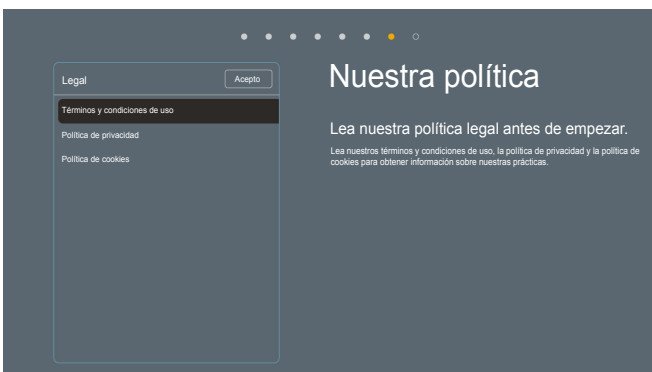 Legal
Acepto
Términos y condiciones de uso
Política de privacidad
Política de cookies
Nuestra política
Lea nuestra política legal antes de empezar.
Lea nuestros términos y condiciones de uso, la política de privacidad y la política de
cookies para obtener información sobre nuestras prácticas.